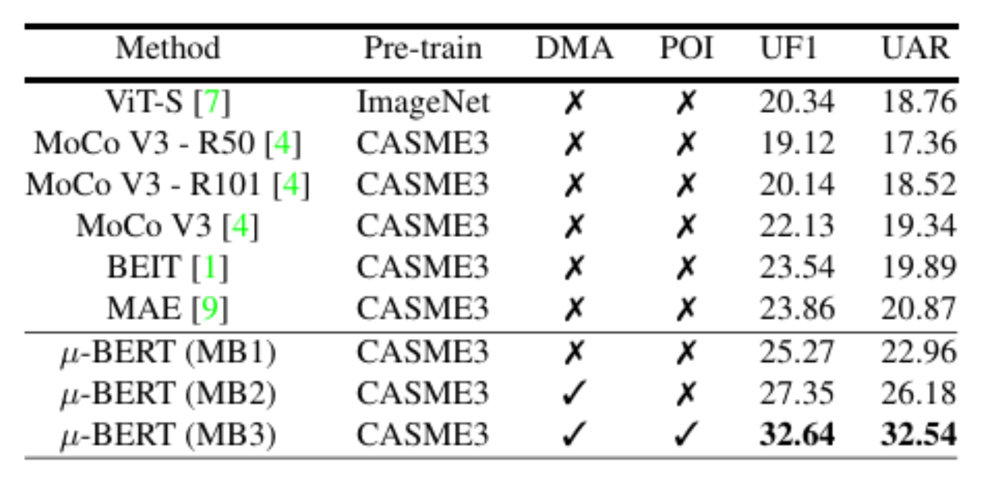 Method Pre-train DMA POI UF1 UAR
ViT-S [7] ImageNet ✗ ✗ 20.34 18.76
MoCo V3 - R50 [4] CASME3 ✗ ✗ 19.12 17.36
MoCo V3 - R101 [4] CASME3 ✗ ✗ 20.14 18.52
MoCo V3 [4] CASME3 ✗ ✗ 22.13 19.34
BEIT [1] CASME3 ✗ ✗ 23.54 19.89
MAE [9] CASME3 ✗ ✗ 23.86 20.87
μ-BERT (MB1) CASME3 ✗ ✗ 25.27 22.96
μ-BERT (MB2) CASME3 ✓ ✗ 27.35 26.18
μ-BERT (MB3) CASME3 ✓ ✓ 32.64 32.54